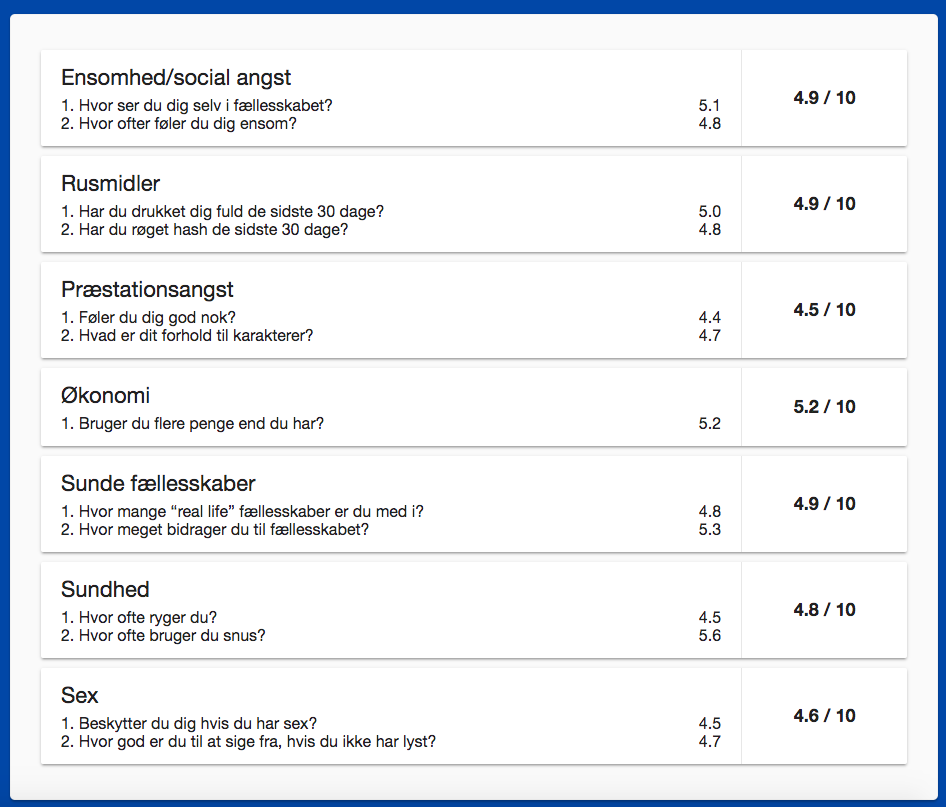 Ensomhed/social angst
1. Hvor ser du dig selv i fællesskabet? 5.1
2. Hvor ofter føler du dig ensom? 4.8
4.9 / 10
Rusmidler
1. Har du drukket dig fuld de sidste 30 dage? 5.0
2. Har du røget hash de sidste 30 dage? 4.8
4.9 / 10
Præstationsangst
1. Føler du dig god nok? 4.4
2. Hvad er dit forhold til karakterer? 4.7
4.5 / 10
Økonomi
1. Bruger du flere penge end du har? 5.2
5.2 / 10
Sunde fællesskaber
1. Hvor mange “real life” fællesskaber er du med i? 4.8
2. Hvor meget bidrager du til fællesskabet? 5.3
4.9 / 10
Sundhed
1. Hvor ofte ryger du? 4.5
2. Hvor ofte bruger du snus? 5.6
4.8 / 10
Sex
1. Beskytter du dig hvis du har sex? 4.5
2. Hvor god er du til at sige fra, hvis du ikke har lyst? 4.7
4.6 / 10